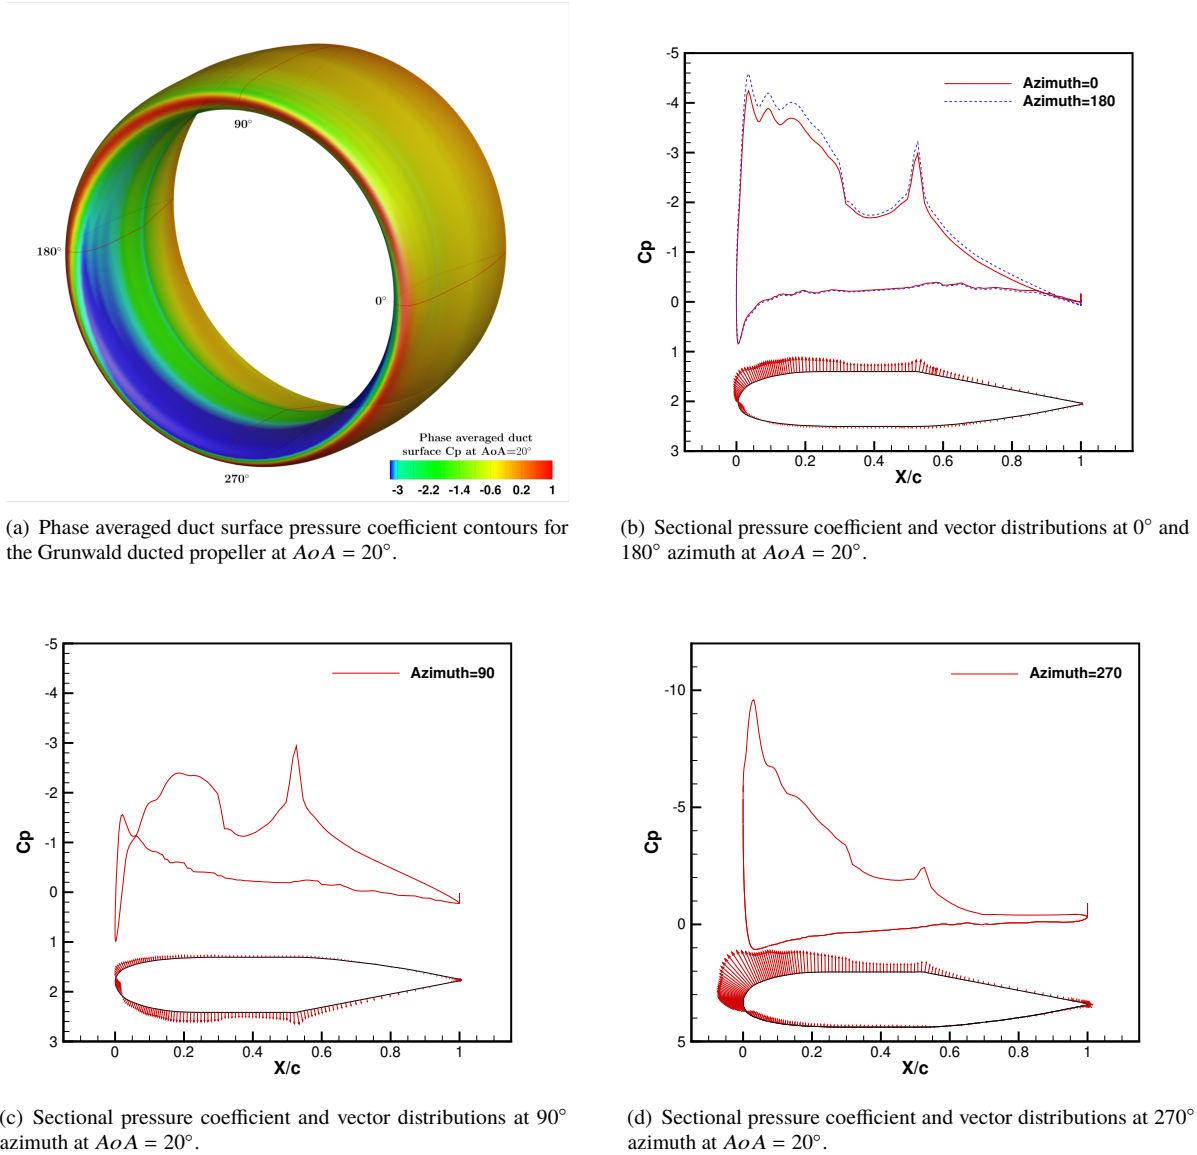 90°
180°
0°
270°
Phase averaged duct
surface Cp at AoA=20°
-3 -2.2 -1.4 -0.6 0.2 1
(a) Phase averaged duct surface pressure coefficient contours for
the Grunwald ducted propeller at AoA = 20°.
-5
-4
-3
-2
-1
0
1
2
3
Cp
Azimuth=0
Azimuth=180
0 0.2 0.4 0.6 0.8 1
X/c
(b) Sectional pressure coefficient and vector distributions at 0° and
180° azimuth at AoA = 20°.
-5
-4
-3
-2
-1
0
1
2
3
Cp
Azimuth=90
0 0.2 0.4 0.6 0.8 1
X/c
(c) Sectional pressure coefficient and vector distributions at 90°
azimuth at AoA = 20°.
-10
-5
0
5
Cp
Azimuth=270
0 0.2 0.4 0.6 0.8 1
X/c
(d) Sectional pressure coefficient and vector distributions at 270°
azimuth at AoA = 20°.